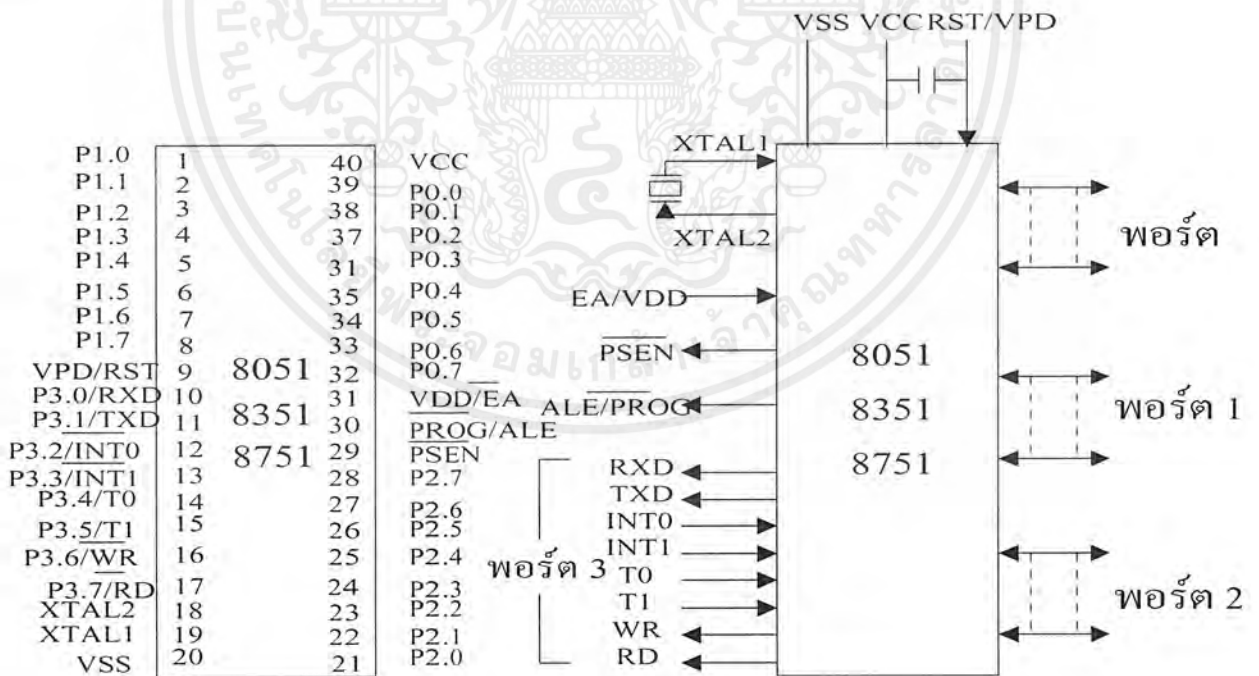 VSS VCC RST/VPD
P1.0 1 40 VCC
P1.1 2 39 P0.0
P1.2 3 38 P0.1
P1.3 4 37 P0.2
P1.4 5 31 P0.3
P1.5 6 35 P0.4
P1.6 7 34 P0.5
P1.7 8 33 P0.6
VPD/RST 9 32 P0.7
P3.0/RXD 10 31 VDD/EA
P3.1/TXD 11 30 PROG/ALE
P3.2/INT0 12 29 PSEN
P3.3/INT1 13 28 P2.7
P3.4/T0 14 27 P2.6
P3.5/T1 15 26 P2.5
P3.6/WR 16 25 P2.4
P3.7/RD 17 24 P2.3
XTAL2 18 23 P2.2
XTAL1 19 22 P2.1
VSS 20 21 P2.0
8051
8351
8751
XTAL1
XTAL2
EA/VDD
PSEN
ALE/PROG
พอร์ต 3
RXD
TXD
INT0
INT1
T0
T1
WR
RD
8051
8351
8751
พอร์ต
พอร์ต 1
พอร์ต 2